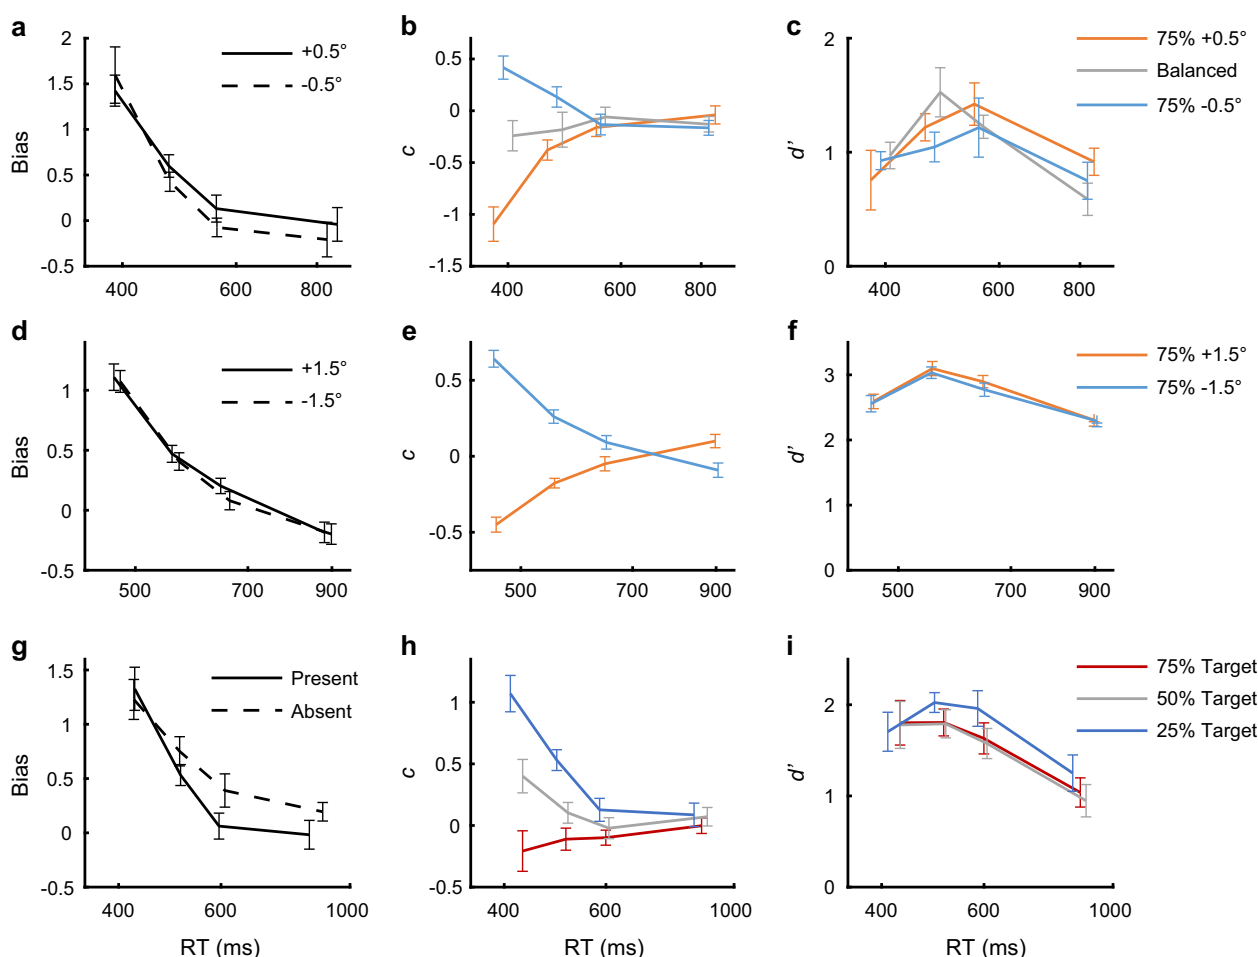 a
b
c
2
1.5
1
0.5
0
-0.5
Bias
+0.5°
-0.5°
400
600
800
0.5
0
-0.5
-1
-1.5
c
400
600
800
2
1
0
d'
75% +0.5°
Balanced
75% -0.5°
400
600
800
d
e
f
1
0.5
0
-0.5
Bias
+1.5°
-1.5°
500
700
900
0.5
0
-0.5
c
500
700
900
3
2
1
0
d'
75% +1.5°
75% -1.5°
500
700
900
g
h
i
1.5
1
0.5
0
-0.5
Bias
Present
Absent
400
600
1000
RT (ms)
1
0.5
0
-0.5
c
400
600
1000
RT (ms)
2
1
0
d'
75% Target
50% Target
25% Target
400
600
1000
RT (ms)